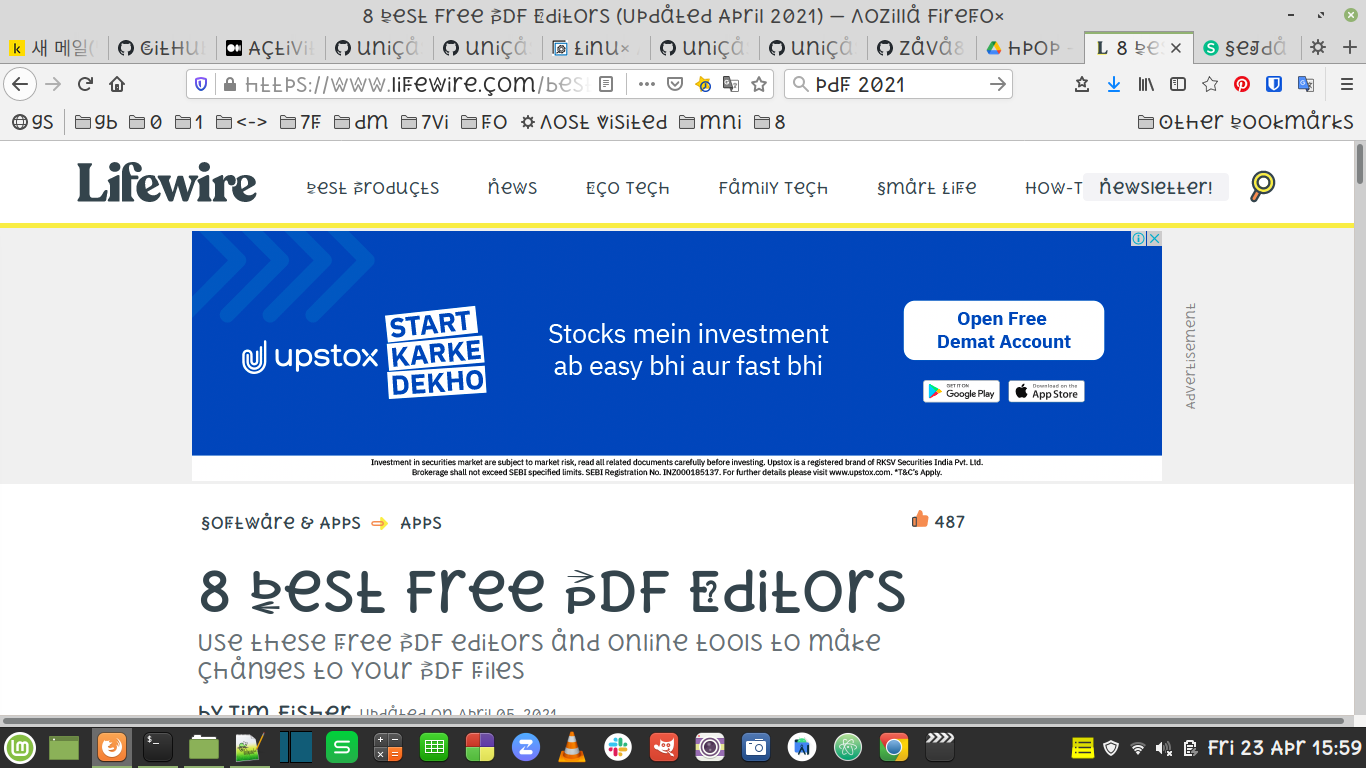 8 Best Free PDF Editors (Updated April 2021) — Mozilla Firefox
새 메일(
GitHub
Activi
unica
unica
Linux
unica
unica
zava8
HPOP -
L 8 Bes
Sejda
https://www.lifewire.com/best
pdf 2021
gs
gb
0
1
<->
7F
dm
7Vi
FO
Most Visited
mni
8
Other Bookmarks
Lifewire
Best Products
News
Eco Tech
Family Tech
Smart Life
How-T
Newsletter!
upstox
START
KARKE
DEKHO
Stocks mein investment
ab easy bhi aur fast bhi
Open Free
Demat Account
GET IT ON
Google Play
Download on the
App Store
Advertisement
Investment in securities market are subject to market risk, read all related documents carefully before investing. Upstox is a registered brand of RKSV Securities India Pvt. Ltd.
Brokerage shall not exceed SEBI specified limits. SEBI Registration No. INZ000185137. For further details please visit www.upstox.com. *T&C's Apply.
Software & Apps
Apps
487
8 Best Free PDF Editors
Use these free PDF editors and online tools to make
changes to your PDF files
by Tim Fisher Updated on April 05, 2021
Fri 23 Apr 15:59